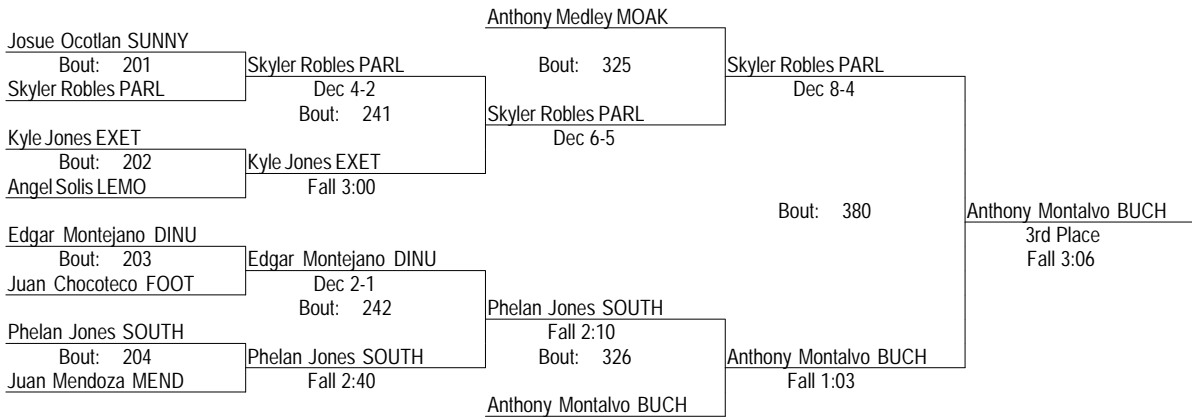 Anthony Medley MOAK
Josue Ocotlan SUNNY
Bout: 201
Skyler Robles PARL
Skyler Robles PARL
Dec 4-2
Bout: 241
Kyle Jones EXET
Bout: 202
Angel Solis LEMO
Kyle Jones EXET
Fall 3:00
Bout: 325
Skyler Robles PARL
Dec 6-5
Skyler Robles PARL
Dec 8-4
Edgar Montejano DINU
Bout: 203
Juan Chocoteco FOOT
Edgar Montejano DINU
Dec 2-1
Bout: 242
Phelan Jones SOUTH
Bout: 204
Juan Mendoza MEND
Phelan Jones SOUTH
Fall 2:40
Phelan Jones SOUTH
Fall 2:10
Bout: 326
Anthony Montalvo BUCH
Anthony Montalvo BUCH
Fall 1:03
Bout: 380
Anthony Montalvo BUCH
3rd Place
Fall 3:06